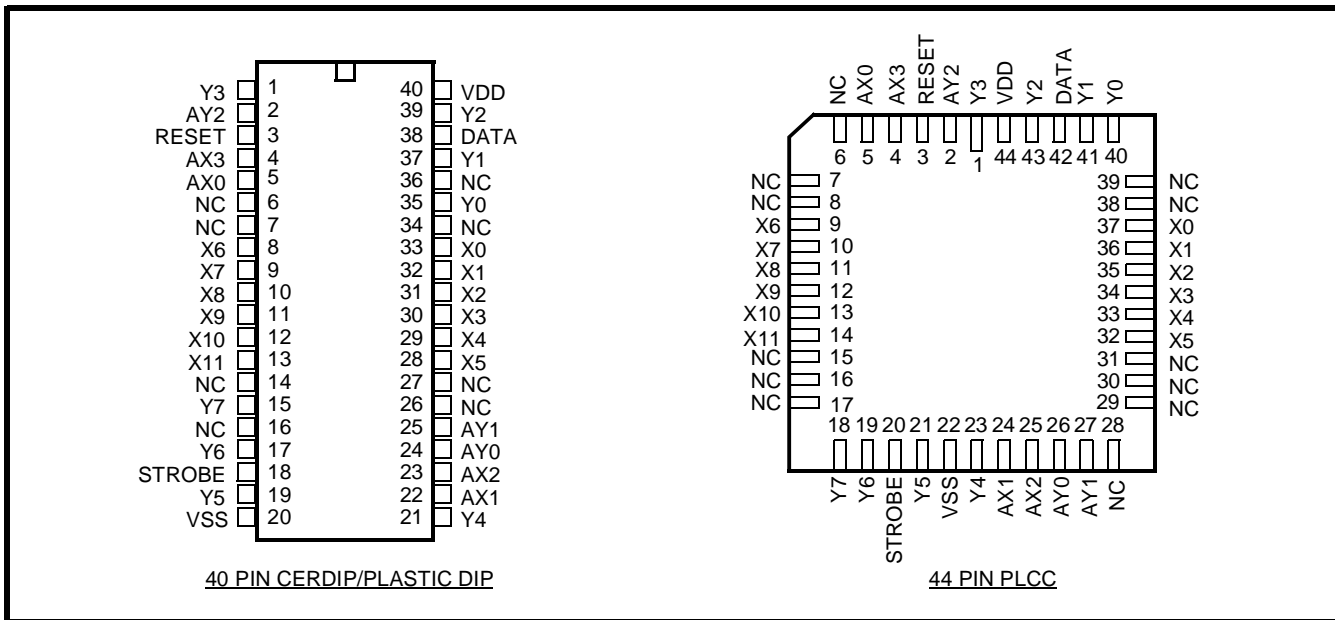 Y3 1 40 VDD
AY2 2 39 Y2
RESET 3 38 DATA
AX3 4 37 Y1
AX0 5 36 NC
NC 6 35 Y0
NC 7 34 NC
X6 8 33 X0
X7 9 32 X1
X8 10 31 X2
X9 11 30 X3
X10 12 29 X4
X11 13 28 X5
NC 14 27 NC
Y7 15 26 NC
NC 16 25 AY1
Y6 17 24 AY0
STROBE 18 23 AX2
Y5 19 22 AX1
VSS 20 21 Y4
40 PIN CERDIP/PLASTIC DIP
NC AX0 AX3 RESET AY2 Y3 VDD Y2 DATA Y1 Y0
6 5 4 3 2 1 44 43 42 41 40
NC 7 39 NC
NC 8 38 NC
X6 9 37 X0
X7 10 36 X1
X8 11 35 X2
X9 12 34 X3
X10 13 33 X4
X11 14 32 X5
NC 15 31 NC
NC 16 30 NC
NC 17 29 NC
18 19 20 21 22 23 24 25 26 27 28
Y7 Y6 STROBE Y5 VSS Y4 AX1 AX2 AY0 AY1 NC
44 PIN PLCC